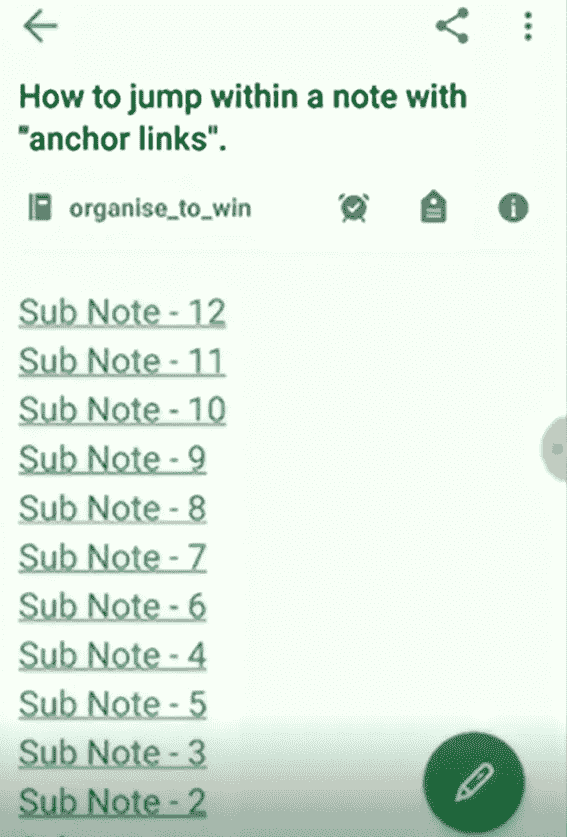 How to jump within a note with
"anchor links".
organise_to_win
Sub Note - 12
Sub Note - 11
Sub Note - 10
Sub Note - 9
Sub Note - 8
Sub Note - 7
Sub Note - 6
Sub Note - 4
Sub Note - 5
Sub Note - 3
Sub Note - 2